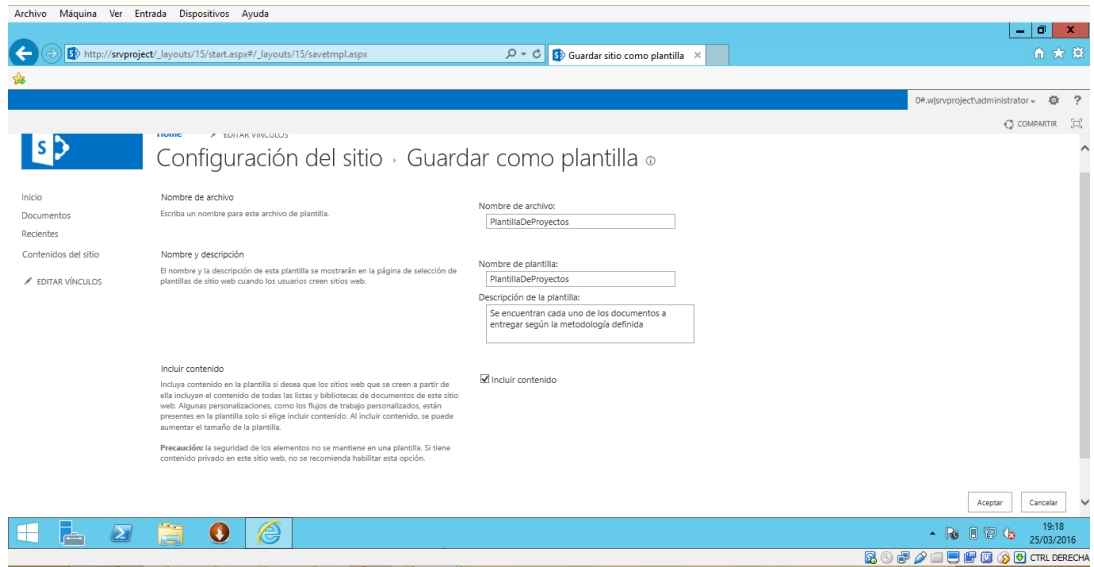 Archivo Máquina Ver Entrada Dispositivos Ayuda
http://srvproject/_layouts/15/start.aspx#/_layouts/15/savetmpl.aspx
Guardar sitio como plantilla
0#.w|srvproject\administrator
COMPARTIR
Home EDITAR VÍNCULOS
Configuración del sitio › Guardar como plantilla
Inicio
Documentos
Recientes
Contenidos del sitio
EDITAR VÍNCULOS
Nombre de archivo
Escriba un nombre para este archivo de plantilla.
Nombre de archivo:
PlantillaDeProyectos
Nombre y descripción
El nombre y la descripción de esta plantilla se mostrarán en la página de selección de
plantillas de sitio web cuando los usuarios creen sitios web.
Nombre de plantilla:
PlantillaDeProyectos
Descripción de la plantilla:
Se encuentran cada uno de los documentos a
entregar según la metodología definida
Incluir contenido
Incluya contenido en la plantilla si desea que los sitios web que se creen a partir de
ella incluyan el contenido de todas las listas y bibliotecas de documentos de este sitio
web. Algunas personalizaciones, como los flujos de trabajo personalizados, están
presentes en la plantilla solo si elige incluir contenido. Al incluir contenido, se puede
aumentar el tamaño de la plantilla.
Precaución: la seguridad de los elementos no se mantiene en una plantilla. Si tiene
contenido privado en este sitio web, no se recomienda habilitar esta opción.
Incluir contenido
Aceptar Cancelar
19:18
25/03/2016
CTRL DERECHA